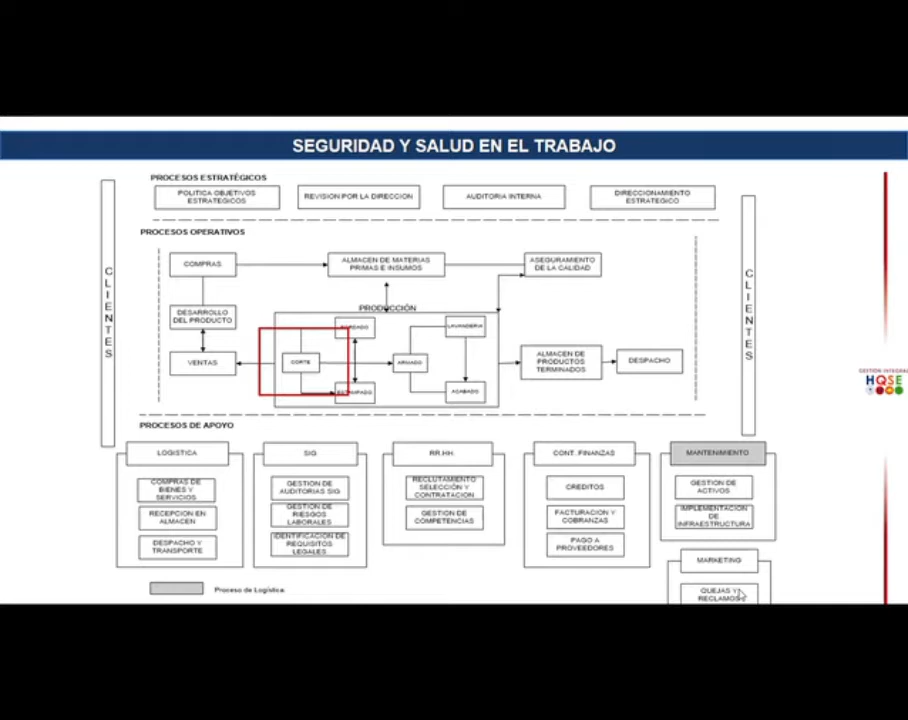 SEGURIDAD Y SALUD EN EL TRABAJO
PROCESOS ESTRATÉGICOS
POLITICA OBJETIVOS
ESTRATEGICOS
REVISION POR LA DIRECCION
AUDITORIA INTERNA
DIRECCIONAMIENTO
ESTRATEGICO
PROCESOS OPERATIVOS
CLIENTES
COMPRAS
ALMACEN DE MATERIAS
PRIMAS E INSUMOS
ASEGURAMIENTO
DE LA CALIDAD
CLIENTES
DESARROLLO
DEL PRODUCTO
PRODUCCIÓN
LAVANDERIA
VENTAS
CORTE
ARMADO
ALMACEN DE
PRODUCTOS
TERMINADOS
DESPACHO
ESTAMPADO
ACABADO
GESTIÓN INTEGRAL
HQSE
PROCESOS DE APOYO
LOGISTICA
SIG
RR.HH
CONT. FINANZAS
MANTENIMIENTO
COMPRAS DE
BIENES Y
SERVICIOS
RECEPCION EN
ALMACEN
DESPACHO Y
TRANSPORTE
GESTION DE
AUDITORIAS SIG
GESTION DE
RIESGOS
LABORALES
IDENTIFICACION DE
REQUISITOS
LEGALES
RECLUTAMIENTO
SELECCIÓN Y
CONTRATACION
GESTION DE
COMPETENCIAS
CREDITOS
FACTURACION Y
COBRANZAS
PAGO A
PROVEEDORES
GESTION DE
ACTIVOS
IMPLEMENTACION
DE
INFRAESTRUCTURA
MARKETING
QUEJAS Y
RECLAMOS
Proceso de Logística